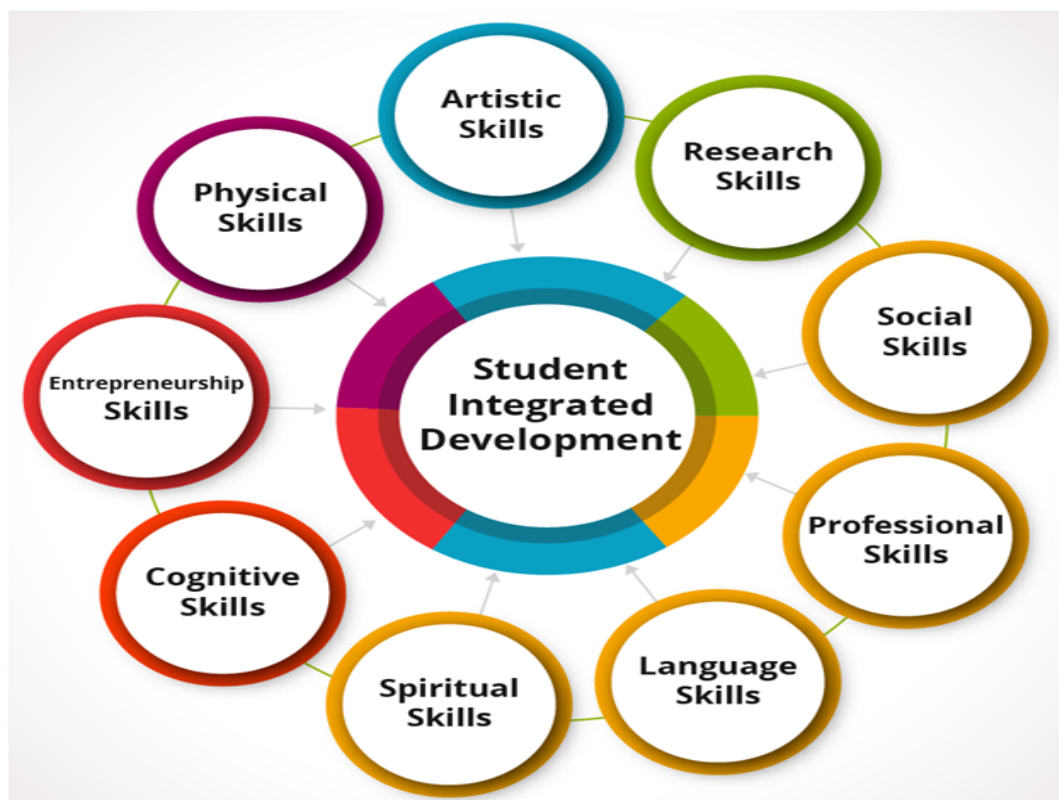 Artistic
Skills
Research
Skills
Social
Skills
Professional
Skills
Language
Skills
Spiritual
Skills
Cognitive
Skills
Entrepreneurship
Skills
Physical
Skills
Student
Integrated
Development